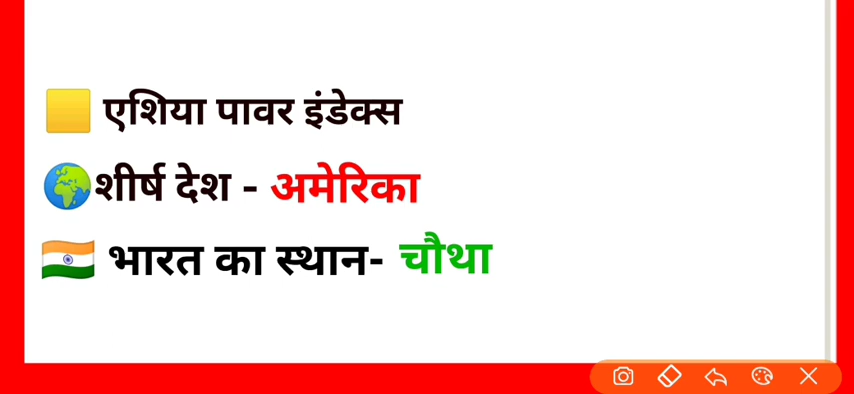 एशिया पावर इंडेक्स
शीर्ष देश - अमेरिका
भारत का स्थान- चौथा